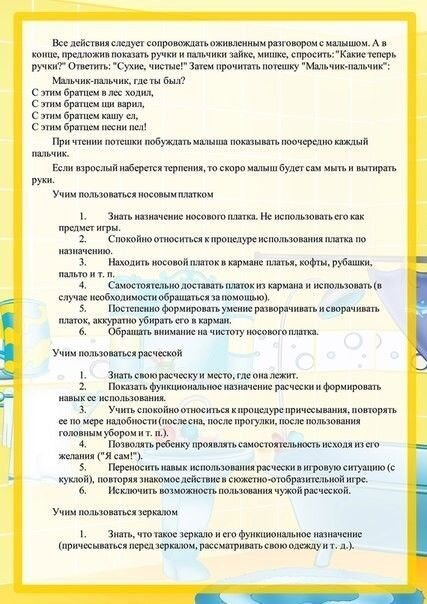 Все действия следует сопровождать оживленным разговором с малышом. А в
конце, предложив показать ручки и пальчики зайке, мишке, спросить: "Какие теперь
ручки?" Ответить: "Сухие, чистые!" Затем прочитать потешку "Мальчик-пальчик":
Мальчик-пальчик, где ты был?
С этим братцем в лес ходил,
С этим братцем щи варил,
С этим братцем кашу ел,
С этим братцем песни пел!
При чтении потешки побуждать малыша показывать поочередно каждый
пальчик.
Если взрослый наберется терпения, то скоро малыш будет сам мыть и вытирать
руки.
Учим пользоваться носовым платком
1. Знать назначение носового платка. Не использовать его как
предмет игры.
2. Спокойно относиться к процедуре использования платка по
назначению.
3. Находить носовой платок в кармане платья, кофты, рубашки,
пальто и т. п.
4. Самостоятельно доставать платок из кармана и использовать (в
случае необходимости обращаться за помощью).
5. Постепенно формировать умение разворачивать и сворачивать
платок, аккуратно убирать его в карман.
6. Обращать внимание на чистоту носового платка.
Учим пользоваться расческой
1. Знать свою расческу и место, где она лежит.
2. Показать функциональное назначение расчески и формировать
навык ее использования.
3. Учить спокойно относиться к процедуре причесывания, повторять
ее по мере надобности (после сна, после прогулки, после пользования
головным убором и т. п.).
4. Позволять ребенку проявлять самостоятельность исходя из его
желания ("Я сам!").
5. Переносить навык использования расчески в игровую ситуацию (с
куклой), повторяя знакомое действие в сюжетно-отобразительной игре.
6. Исключить возможность пользования чужой расческой.
Учим пользоваться зеркалом
1. Знать, что такое зеркало и его функциональное назначение
(причесываться перед зеркалом, рассматривать свою одежду и т. д.).